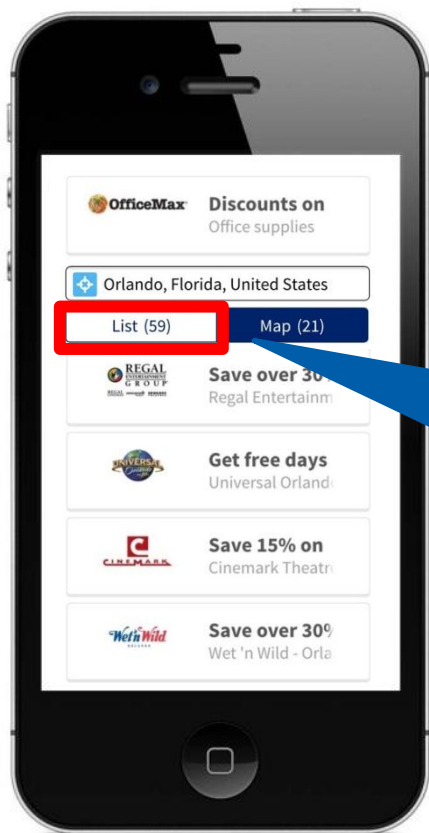 OfficeMax
Discounts on
Office supplies
Orlando, Florida, United States
List (59)
Map (21)
REGAL
ENTERTAINMENT
GROUP
Save over 30%
Regal Entertainm
UNIVERSAL
Orlando
Get free days
Universal Orland
CINEMARK
Save 15% on
Cinemark Theatr
Wet'n Wild
ORLANDO
Save over 30%
Wet 'n Wild - Orla